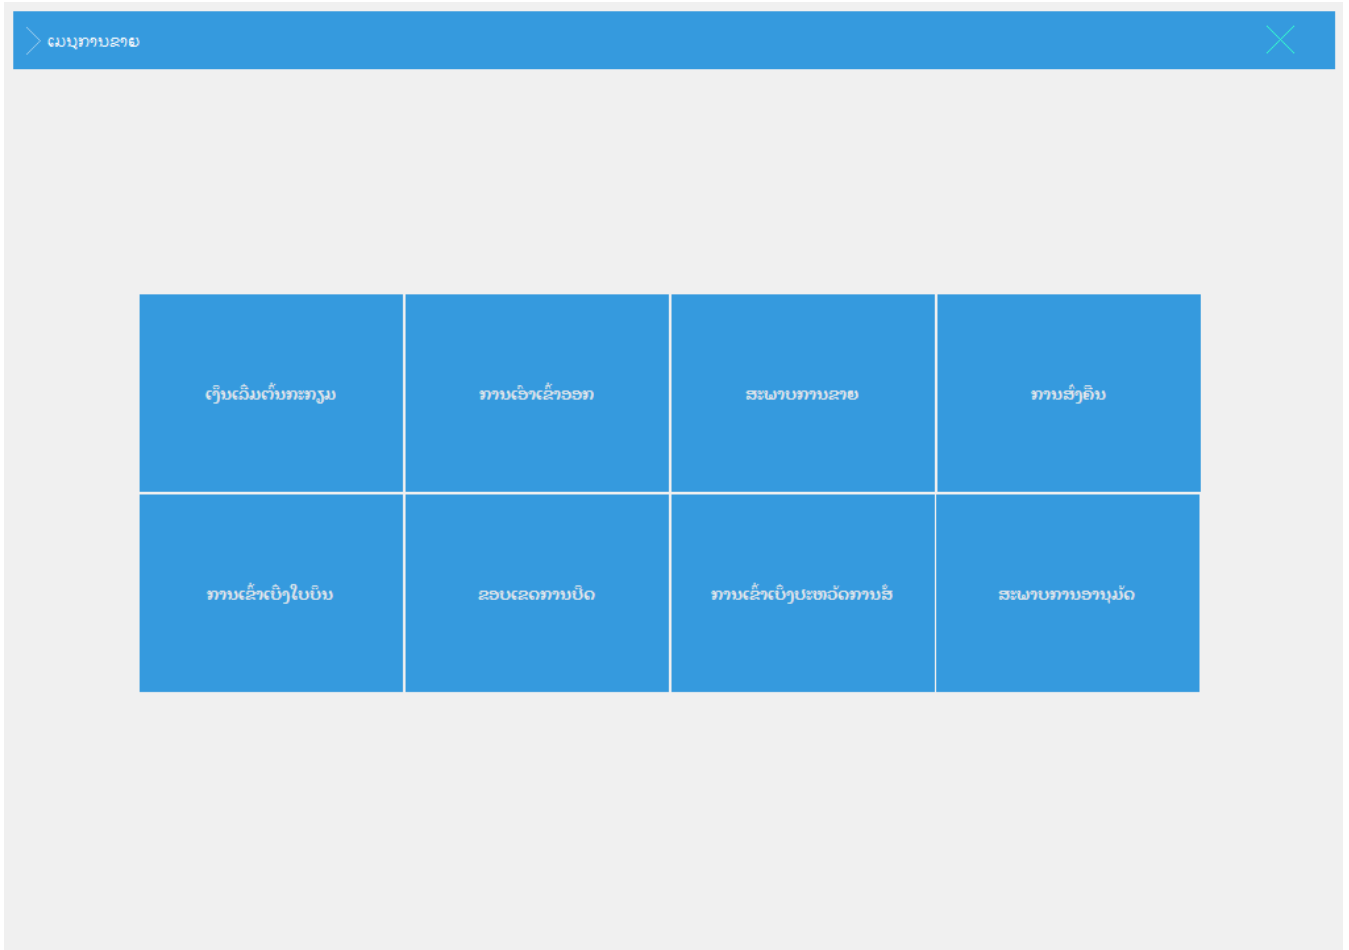 ເມນູການຂາຍ
ເງິນເລີ່ມຕົ້ນກະກຽມ
ການເອົາເຂົ້າອອກ
ສະພາບການຂາຍ
ການສົ່ງຄືນ
ການເຂົ້າເບິ່ງໃບບິນ
ຂອບເຂດການປິດ
ການເຂົ້າເບິ່ງປະຫວັດການສໍ້
ສະພາບການອານຸມັດ